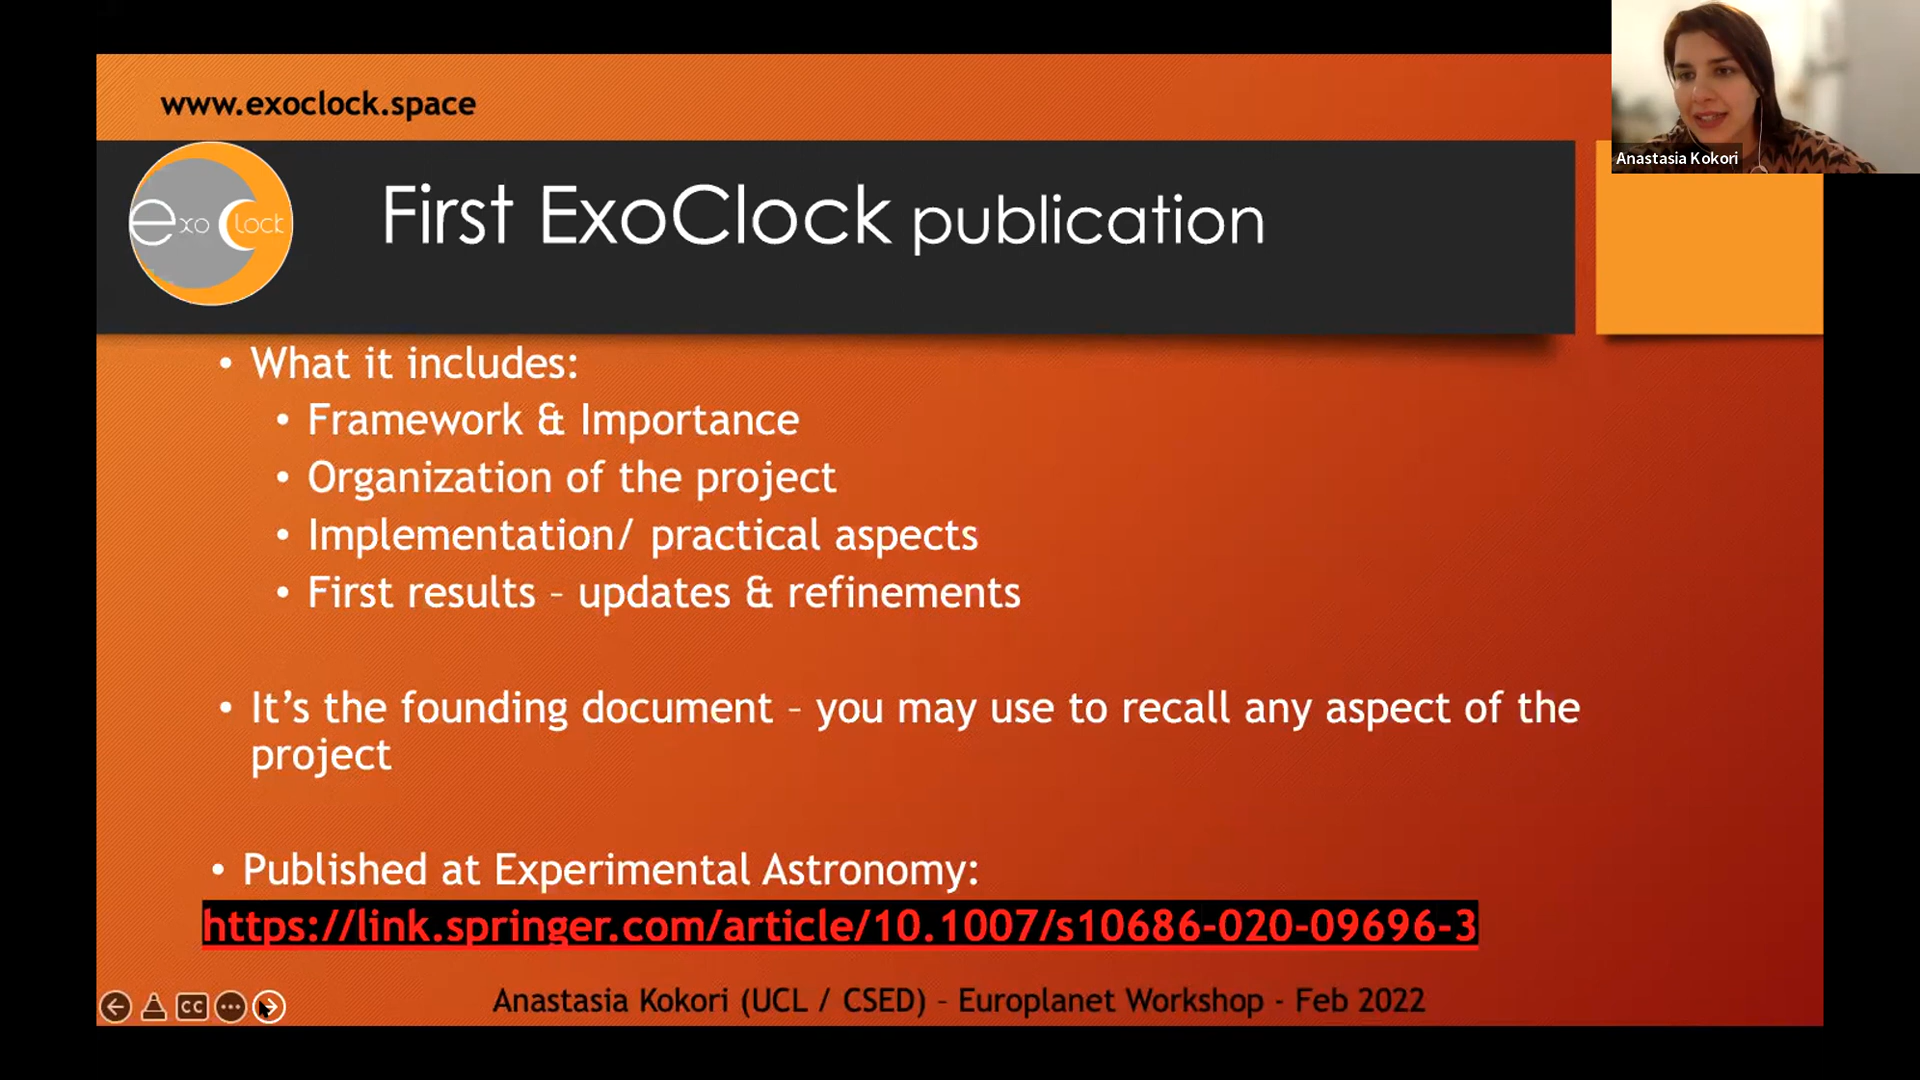 www.exoclock.space
Anastasia Kokori
exo Clock
First ExoClock publication
• What it includes:
• Framework & Importance
• Organization of the project
• Implementation/ practical aspects
• First results – updates & refinements
• It's the founding document – you may use to recall any aspect of the
project
• Published at Experimental Astronomy:
https://link.springer.com/article/10.1007/s10686-020-09696-3
CC
Anastasia Kokori (UCL / CSED) – Europlanet Workshop - Feb 2022